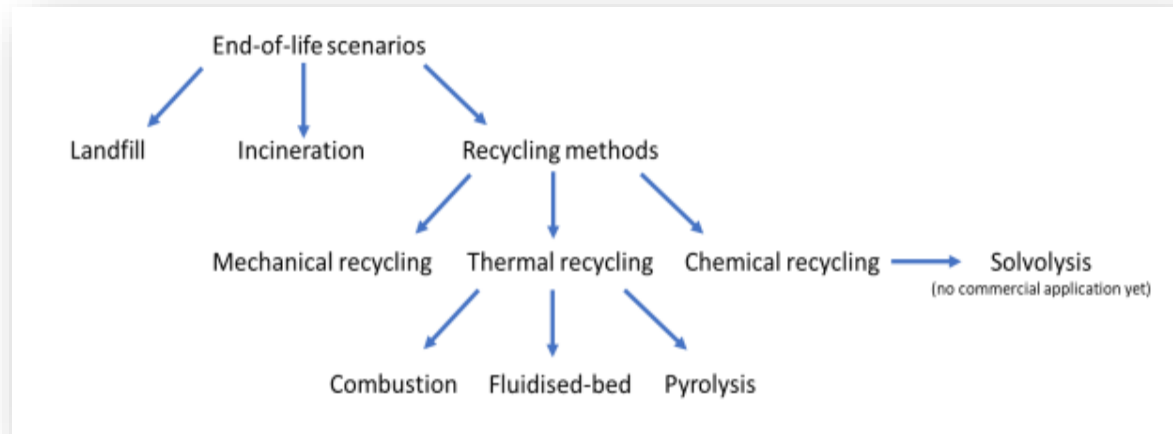 End-of-life scenarios
Landfill Incineration Recycling methods
Mechanical recycling Thermal recycling Chemical recycling Solvolysis
(no commercial application yet)
Combustion Fluidised-bed Pyrolysis